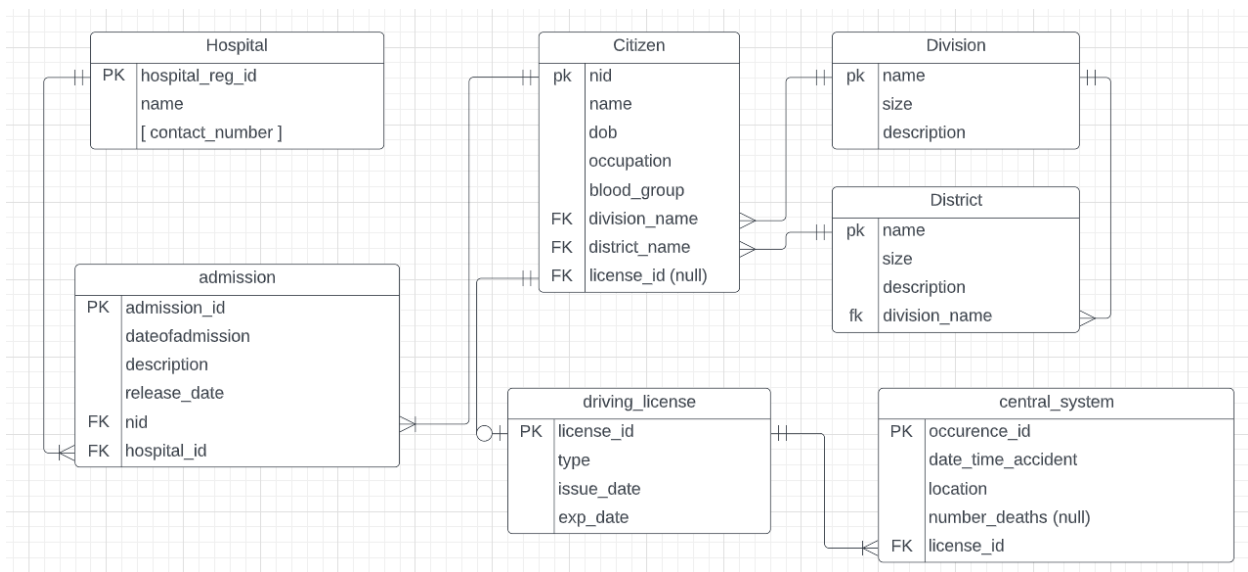 Hospital
PK hospital_reg_id
name
[ contact_number ]
Citizen
pk nid
name
dob
occupation
blood_group
FK division_name
FK district_name
FK license_id (null)
Division
pk name
size
description
District
pk name
size
description
fk division_name
admission
PK admission_id
dateofadmission
description
release_date
FK nid
FK hospital_id
driving_license
PK license_id
type
issue_date
exp_date
central_system
PK occurence_id
date_time_accident
location
number_deaths (null)
FK license_id